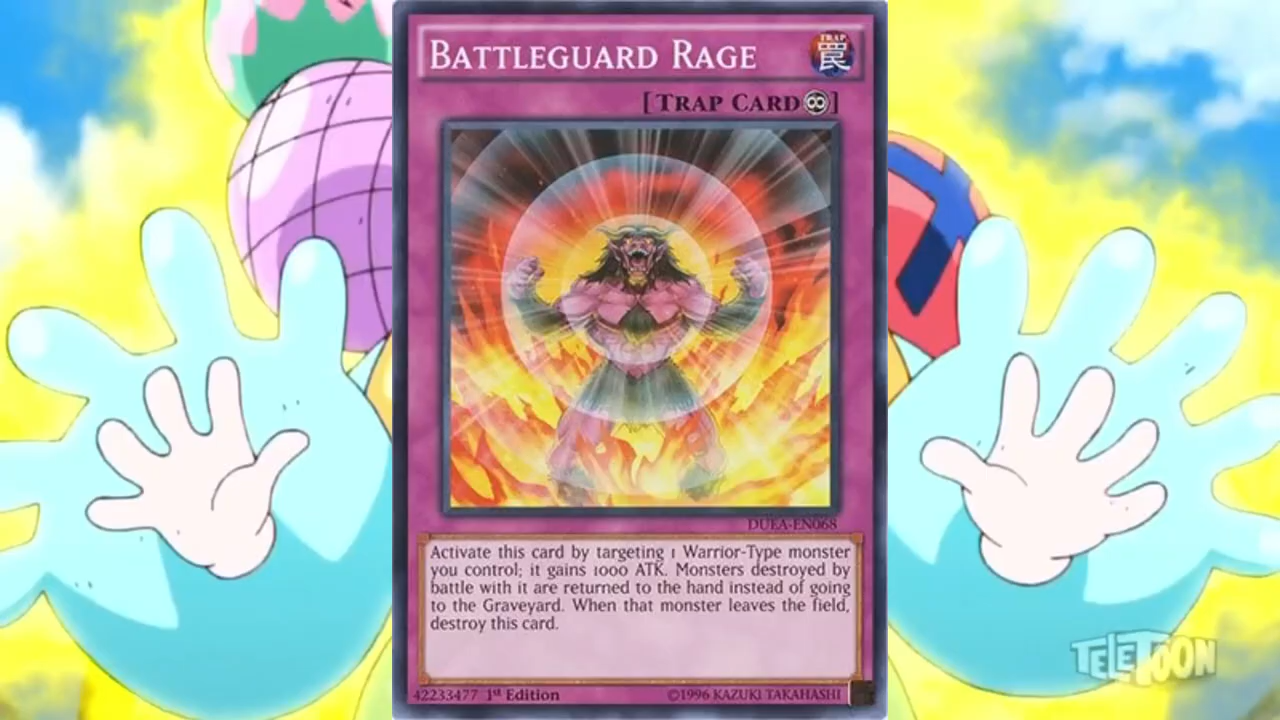 BATTLEGUARD RAGE
TRAP
罠
[TRAP CARD∞]
DUEA-EN068
Activate this card by targeting 1 Warrior-Type monster
you control; it gains 1000 ATK. Monsters destroyed by
battle with it are returned to the hand instead of going
to the Graveyard. When that monster leaves the field,
destroy this card.
42233477 1st Edition
©1996 KAZUKI TAKAHASHI
TELETOON